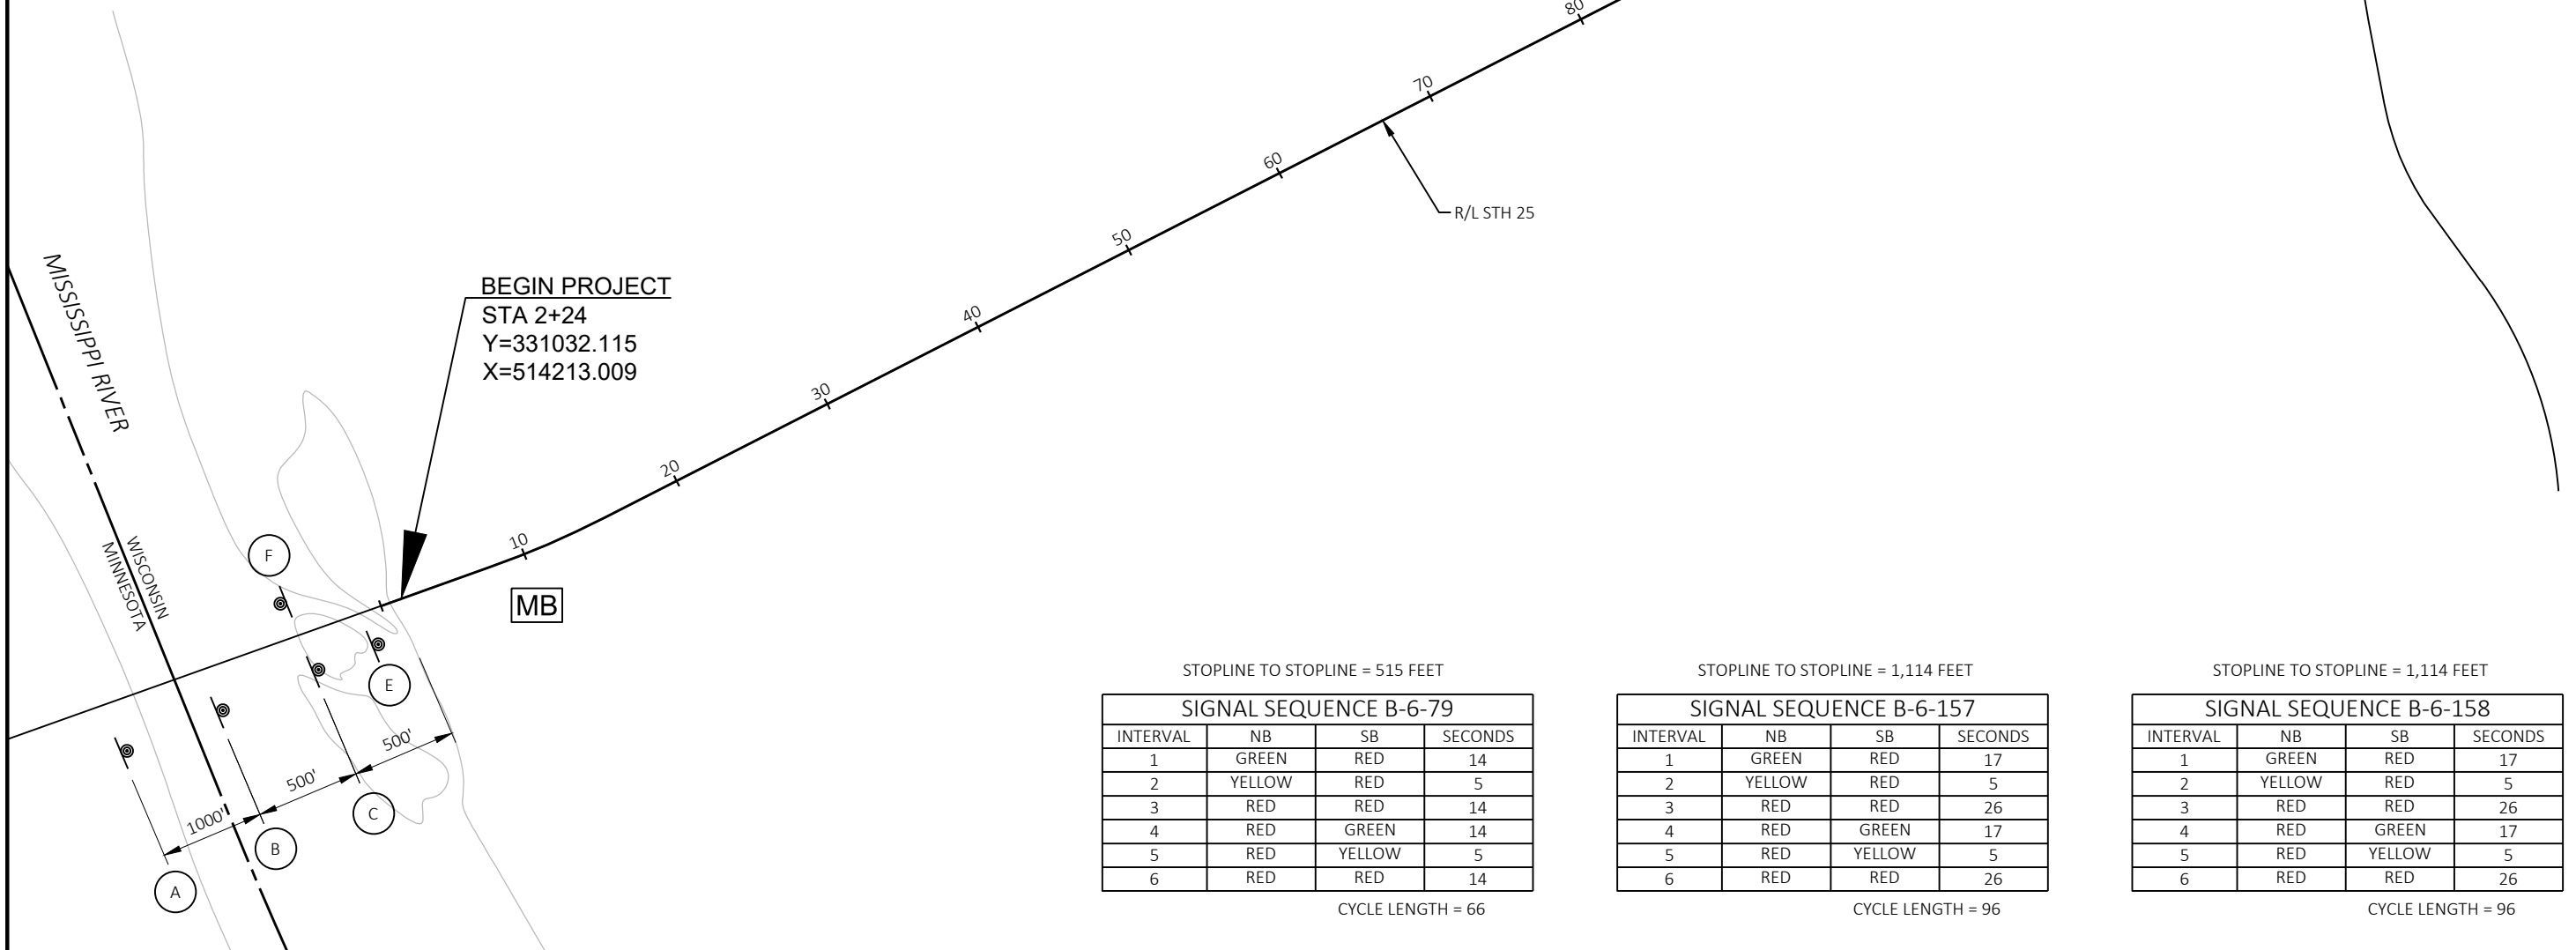 80
70
60
R/L STH 25
50
40
30
20
10
MISSISSIPPI RIVER
BEGIN PROJECT
STA 2+24
Y=331032.115
X=514213.009
WISCONSIN
MINNESOTA
F
MB
E
500'
500'
1000'
C
B
A
STOPLINE TO STOPLINE = 515 FEET
SIGNAL SEQUENCE B-6-79
INTERVAL NB SB SECONDS
1 GREEN RED 14
2 YELLOW RED 5
3 RED RED 14
4 RED GREEN 14
5 RED YELLOW 5
6 RED RED 14
CYCLE LENGTH = 66
STOPLINE TO STOPLINE = 1,114 FEET
SIGNAL SEQUENCE B-6-157
INTERVAL NB SB SECONDS
1 GREEN RED 17
2 YELLOW RED 5
3 RED RED 26
4 RED GREEN 17
5 RED YELLOW 5
6 RED RED 26
CYCLE LENGTH = 96
STOPLINE TO STOPLINE = 1,114 FEET
SIGNAL SEQUENCE B-6-158
INTERVAL NB SB SECONDS
1 GREEN RED 17
2 YELLOW RED 5
3 RED RED 26
4 RED GREEN 17
5 RED YELLOW 5
6 RED RED 26
CYCLE LENGTH = 96